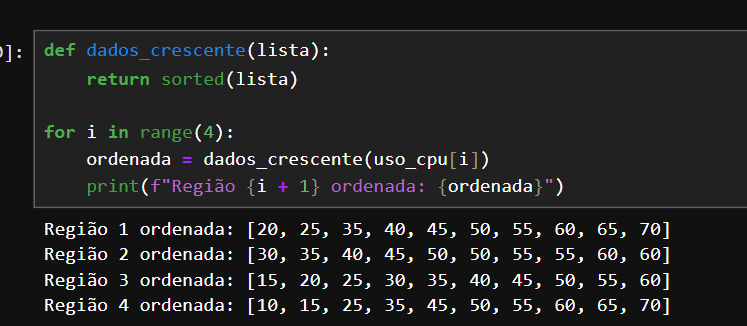 ]: def dados_crescente(lista):
    return sorted(lista)
for i in range(4):
    ordenada = dados_crescente(uso_cpu[i])
    print(f"Região {i + 1} ordenada: {ordenada}")
Região 1 ordenada: [20, 25, 35, 40, 45, 50, 55, 60, 65, 70]
Região 2 ordenada: [30, 35, 40, 45, 50, 50, 55, 55, 60, 60]
Região 3 ordenada: [15, 20, 25, 30, 35, 40, 45, 50, 55, 60]
Região 4 ordenada: [10, 15, 25, 35, 45, 50, 55, 60, 65, 70]